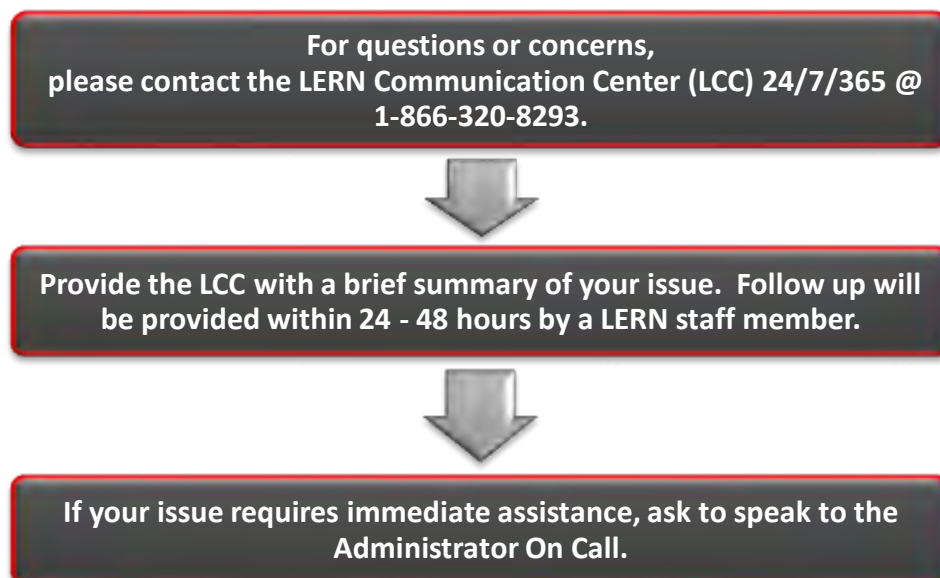 For questions or concerns,
please contact the LERN Communication Center (LCC) 24/7/365 @
1-866-320-8293.
Provide the LCC with a brief summary of your issue.  Follow up will
be provided within 24 - 48 hours by a LERN staff member.
If your issue requires immediate assistance, ask to speak to the
Administrator On Call.